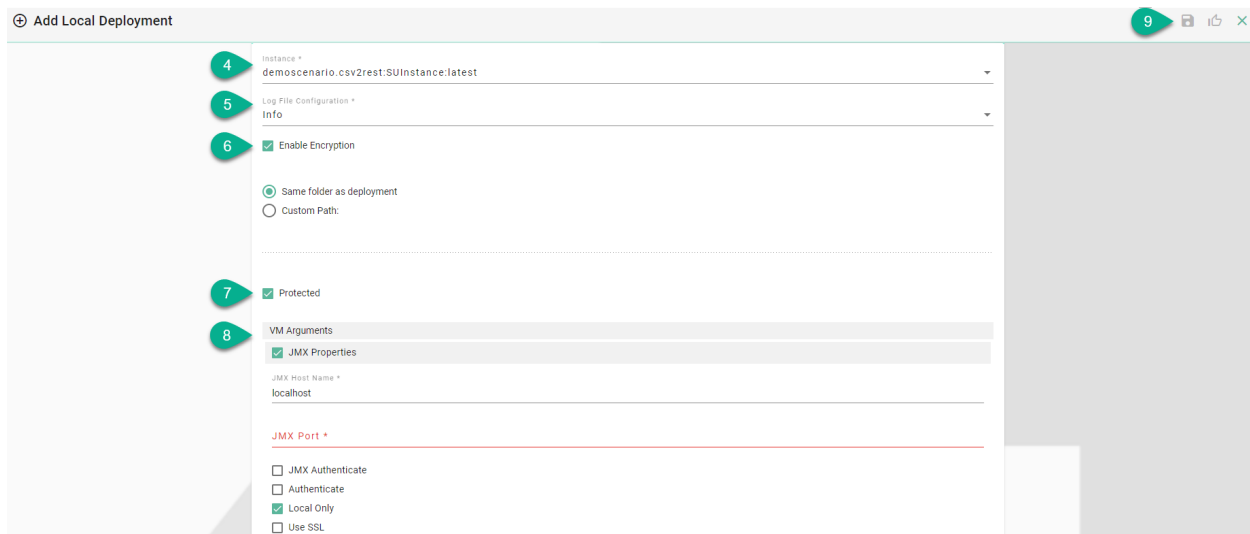 Add Local Deployment
9
4
Instance *
demoscenario.csv2rest:SUInstance:latest
5
Log File Configuration *
Info
6
Enable Encryption
Same folder as deployment
Custom Path:
7
Protected
8
VM Arguments
JMX Properties
JMX Host Name *
localhost
JMX Port *
JMX Authenticate
Authenticate
Local Only
Use SSL